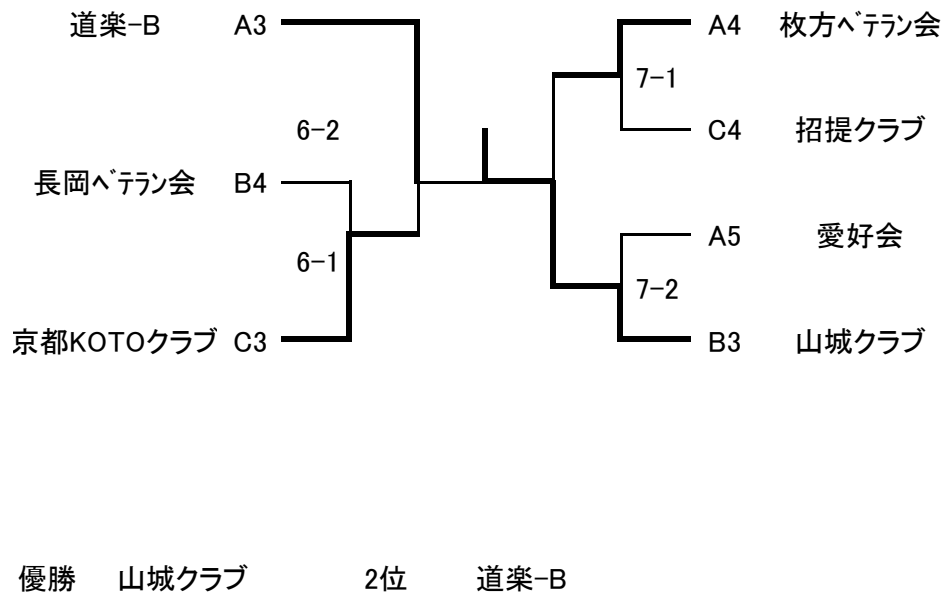 道楽-B A3 A4 枚方ベテラン会
7-1
6-2 C4 招提クラブ
長岡ベテラン会 B4
A5 愛好会
6-1
7-2
京都KOTOクラブ C3 B3 山城クラブ
優勝 山城クラブ 2位 道楽-B